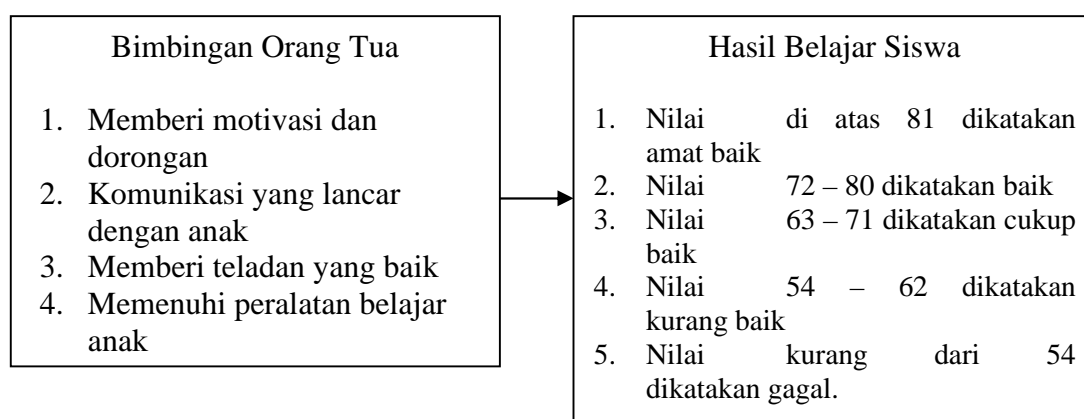 Bimbingan Orang Tua
1. Memberi motivasi dan
dorongan
2. Komunikasi yang lancar
dengan anak
3. Memberi teladan yang baik
4. Memenuhi peralatan belajar
anak
Hasil Belajar Siswa
1. Nilai di atas 81 dikatakan
amat baik
2. Nilai 72 – 80 dikatakan baik
3. Nilai 63 – 71 dikatakan cukup
baik
4. Nilai 54 – 62 dikatakan
kurang baik
5. Nilai kurang dari 54
dikatakan gagal.